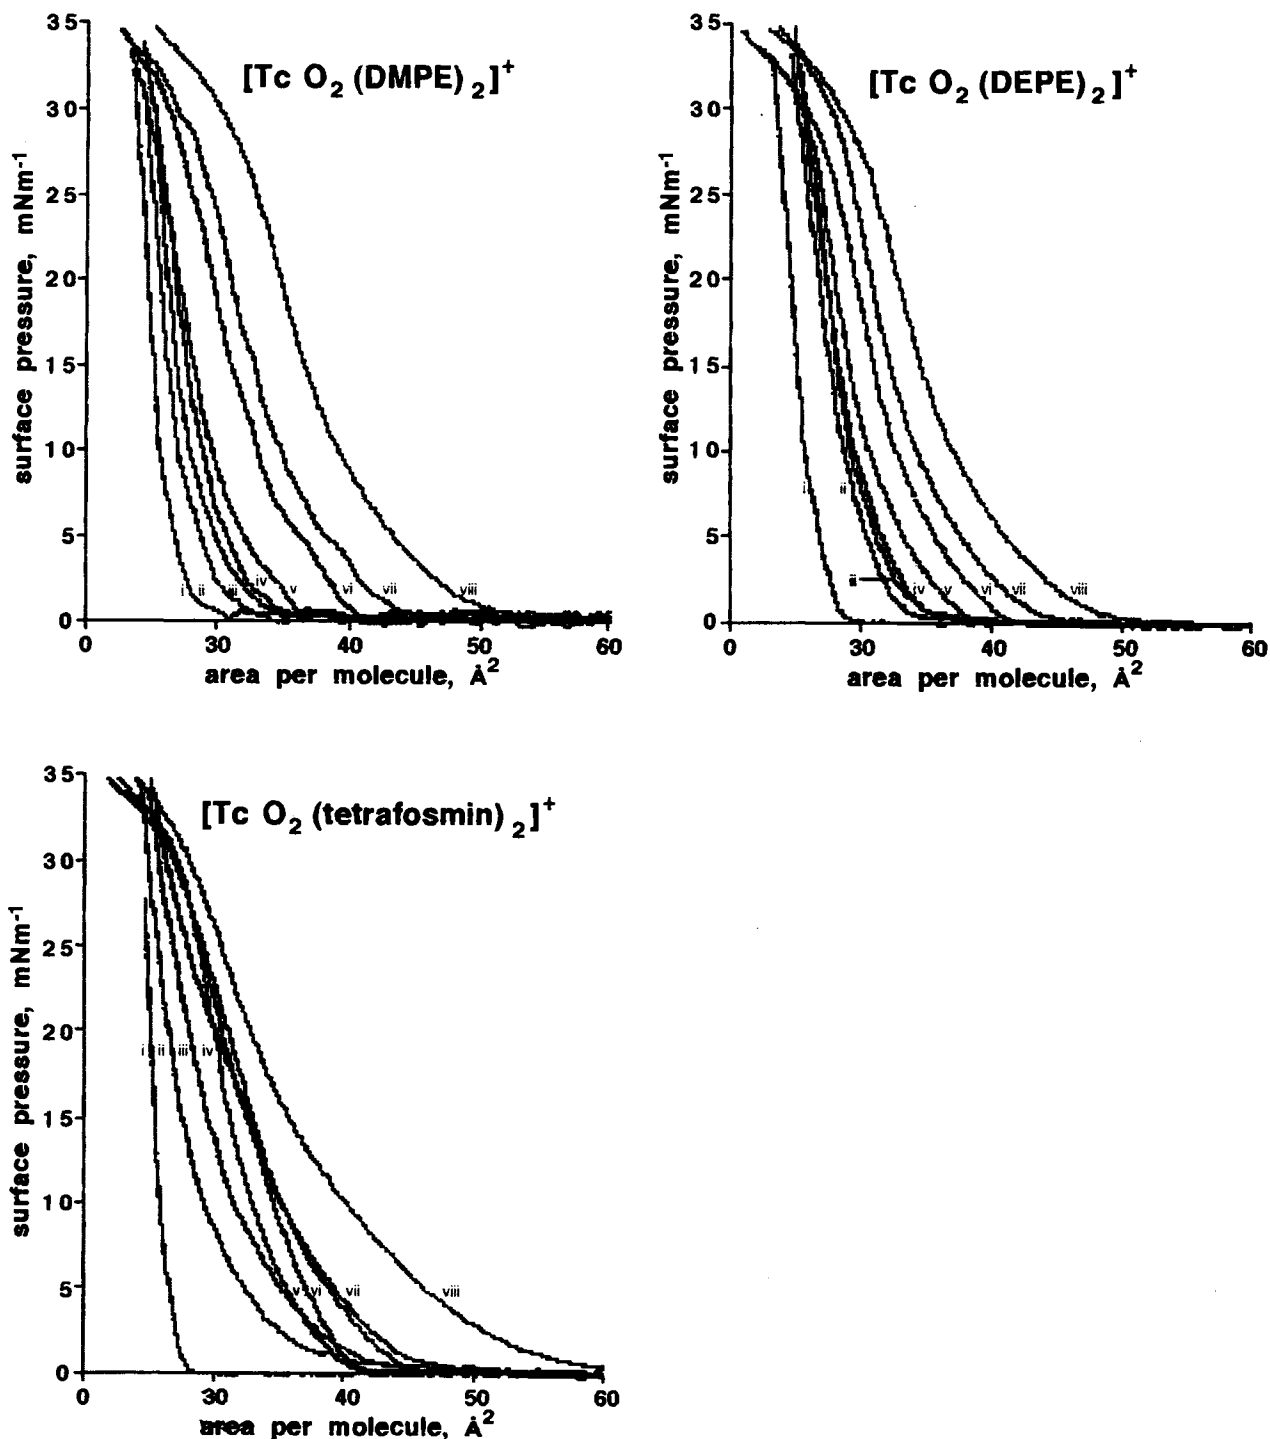 [Tc O2 (DMPE)2]+
surface pressure, mNm-1
35
30
25
20
15
10
5
0
i ii iii iv v vi vii viii
0 30 40 50 60
area per molecule, Å2
[Tc O2 (DEPE)2]+
surface pressure, mNm-1
35
30
25
20
15
10
5
0
i ii
iv v vi vii viii
0 30 40 50 60
area per molecule, Å2
[Tc O2 (tetrafosmin)2]+
surface pressure, mNm-1
35
30
25
20
15
10
5
0
i ii iii iv
v vi vii viii
0 30 40 50 60
area per molecule, Å2